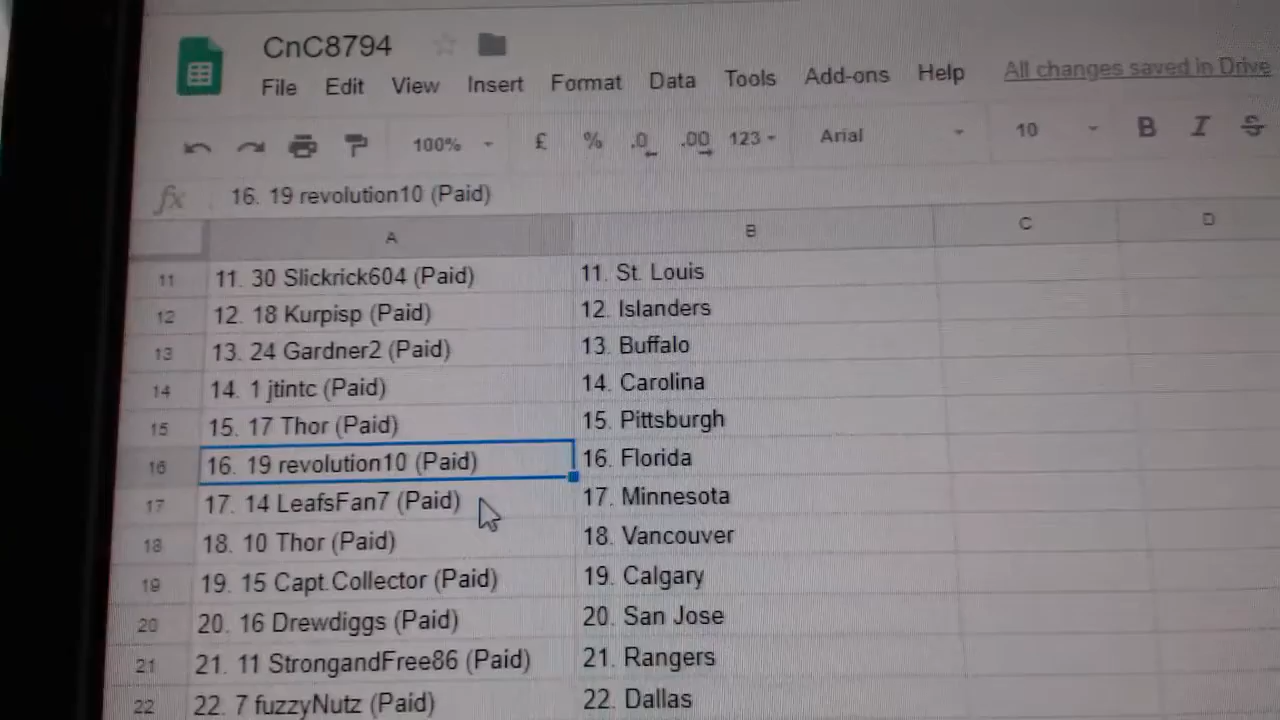 CnC8794
File Edit View Insert Format Data Tools Add-ons Help All changes saved in Drive
100% £ % .0 .00 123 Arial 10 B I S
fx 16. 19 revolution10 (Paid)
A B C D
11 11. 30 Slickrick604 (Paid) 11. St. Louis
12 12. 18 Kurpisp (Paid) 12. Islanders
13 13. 24 Gardner2 (Paid) 13. Buffalo
14 14. 1 jtintc (Paid) 14. Carolina
15 15. 17 Thor (Paid) 15. Pittsburgh
16 16. 19 revolution10 (Paid) 16. Florida
17 17. 14 LeafsFan7 (Paid) 17. Minnesota
18 18. 10 Thor (Paid) 18. Vancouver
19 19. 15 Capt.Collector (Paid) 19. Calgary
20 20. 16 Drewdiggs (Paid) 20. San Jose
21 21. 11 StrongandFree86 (Paid) 21. Rangers
22 22. 7 fuzzyNutz (Paid) 22. Dallas